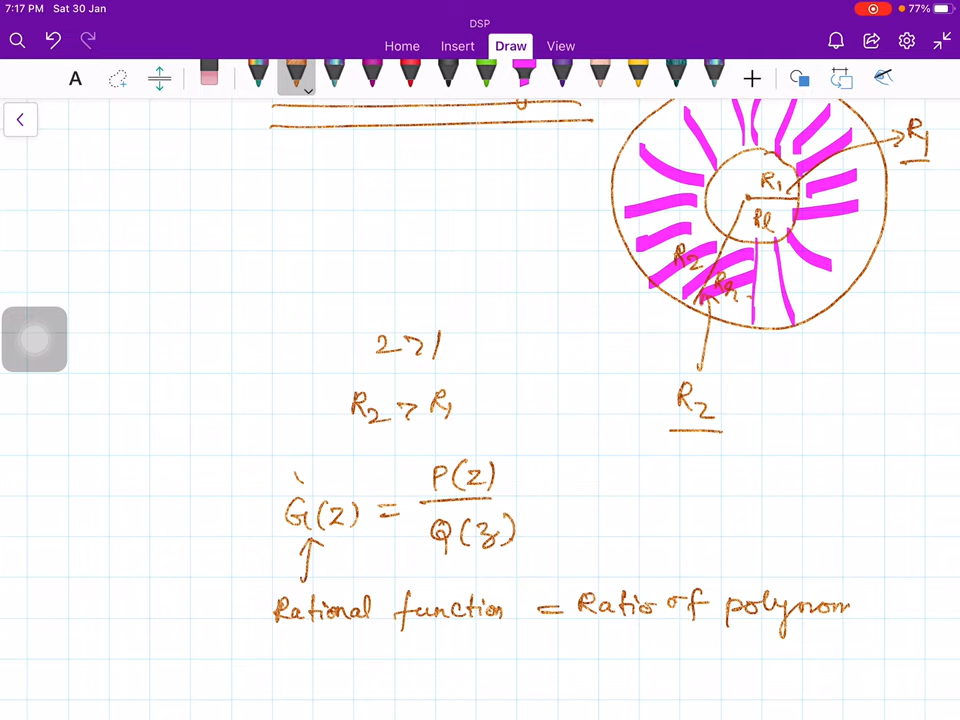 7:17 PM Sat 30 Jan
77%
DSP
Home Insert Draw View
A
R1
R1
R2
2 > 1
R2 > R1
R2
G(z) = P(z)
Q(z)
Rational function = Ratio of polynom